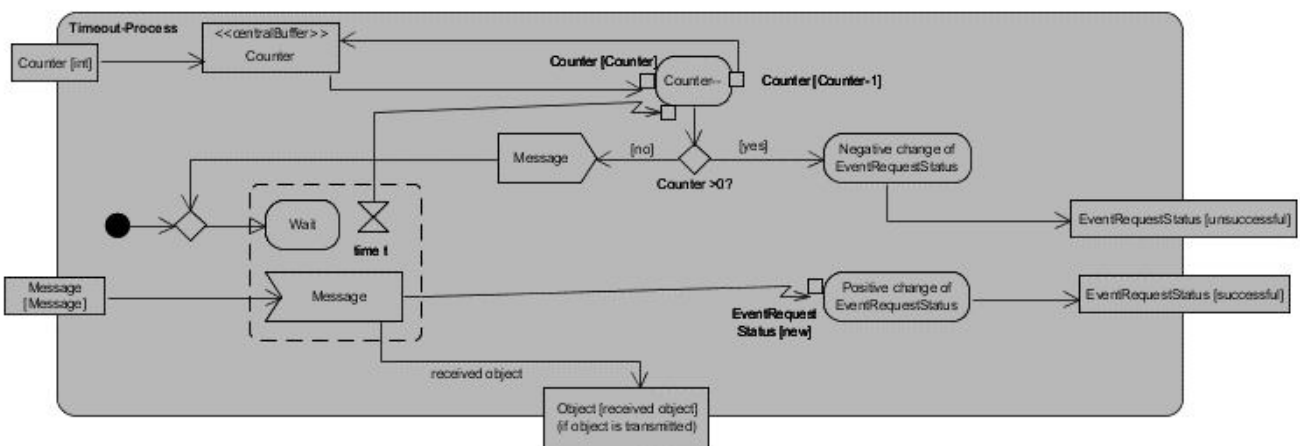 Timeout-Process
<<centralBuffer>>
Counter
Counter [int]
Counter [Counter]
Counter--
Counter [Counter-1]
Message
[no]
[yes]
Counter >0?
Negative change of
EventRequestStatus
Wait
time t
EventRequestStatus [unsuccessful]
Message
[Message]
Message
EventRequest
Status [new]
Positive change of
EventRequestStatus
EventRequestStatus [successful]
received object
Object [received object]
(if object is transmitted)